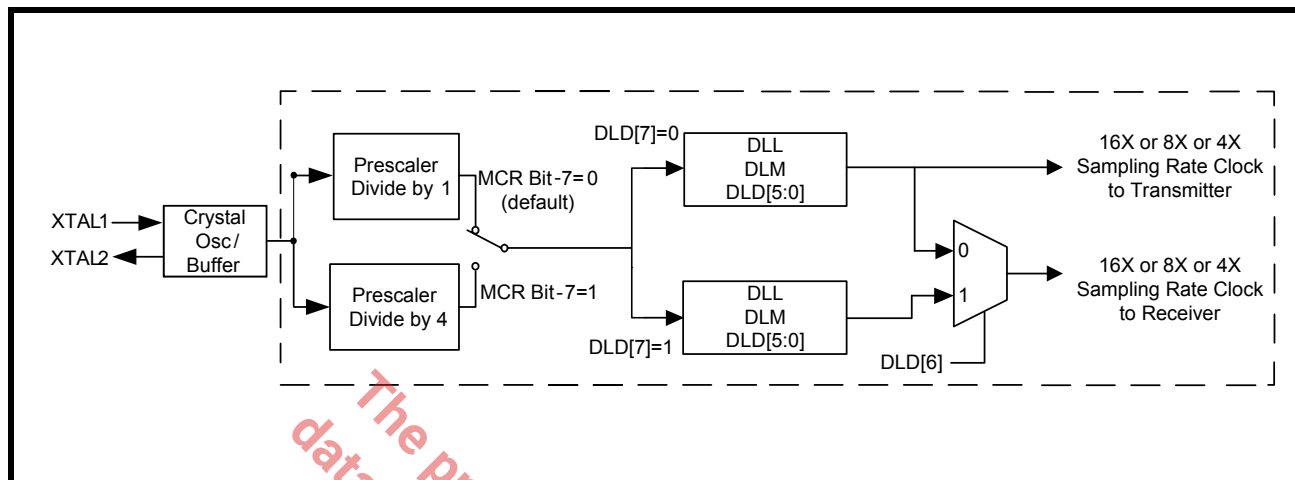 XTAL1
XTAL2
Crystal
Osc/
Buffer
Prescaler
Divide by 1
Prescaler
Divide by 4
MCR Bit-7=0
(default)
MCR Bit-7=1
DLD[7]=0
DLL
DLM
DLD[5:0]
DLD[7]=1
DLL
DLM
DLD[5:0]
0
1
DLD[6]
16X or 8X or 4X
Sampling Rate Clock
to Transmitter
16X or 8X or 4X
Sampling Rate Clock
to Receiver
The